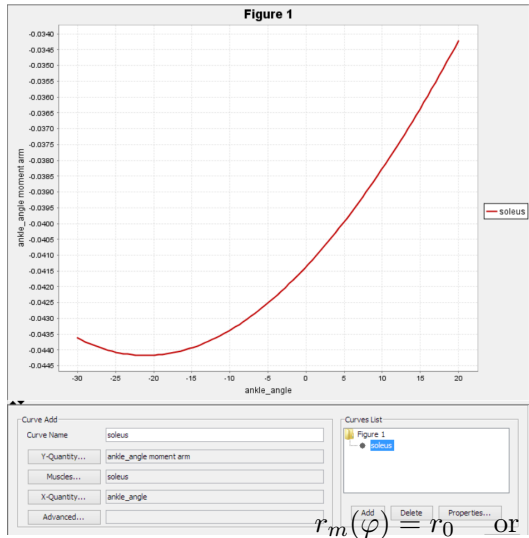 Figure 1
-0.0340
-0.0345
-0.0350
-0.0355
-0.0360
-0.0365
-0.0370
-0.0375
-0.0380
-0.0385
-0.0390
-0.0395
-0.0400
-0.0405
-0.0410
-0.0415
-0.0420
-0.0425
-0.0430
-0.0435
-0.0440
-0.0445
ankle_angle moment arm
soleus
-30 -25 -20 -15 -10 -5 0 5 10 15 20
ankle_angle
Curve Add
Curve Name soleus
Y-Quantity... ankle_angle moment arm
Muscles... soleus
X-Quantity... ankle_angle
Advanced...
Curves List
Figure 1
soleus
Add Delete Properties...
r_m(φ) = r_0 or